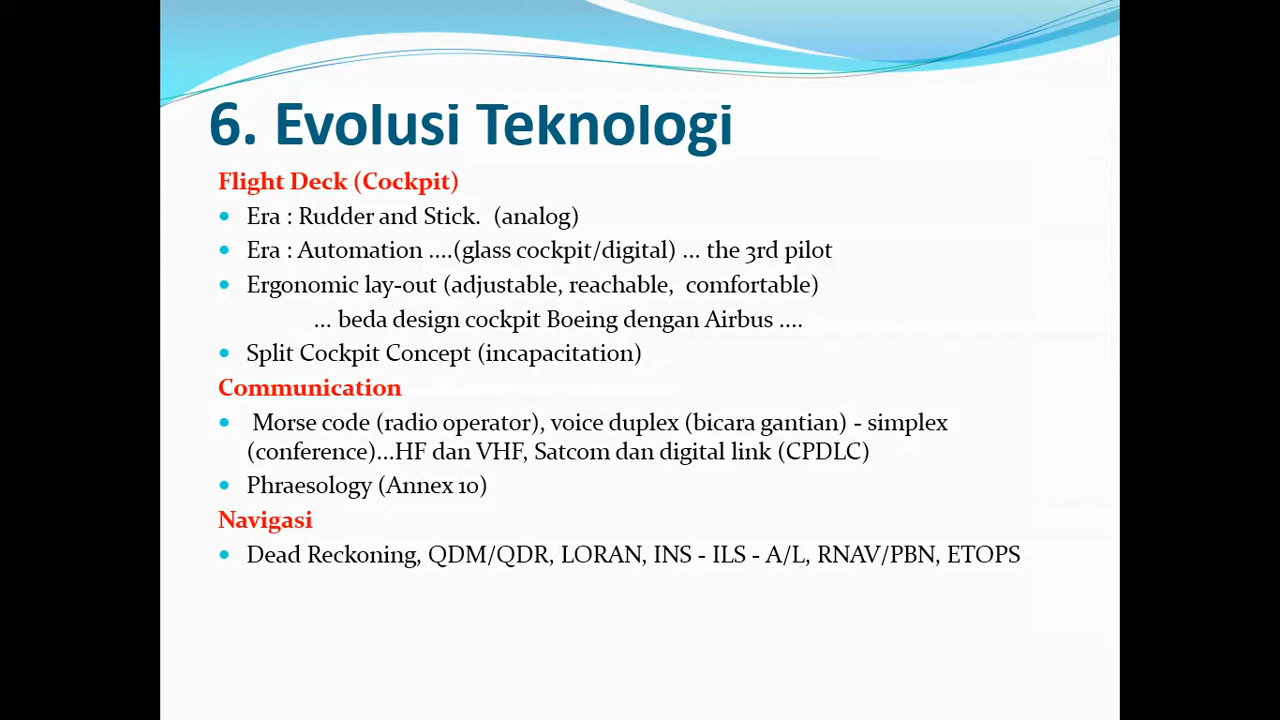 6. Evolusi Teknologi
Flight Deck (Cockpit)
• Era : Rudder and Stick.  (analog)
• Era : Automation ....(glass cockpit/digital) ... the 3rd pilot
• Ergonomic lay-out (adjustable, reachable,  comfortable)
... beda design cockpit Boeing dengan Airbus ....
• Split Cockpit Concept (incapacitation)
Communication
• Morse code (radio operator), voice duplex (bicara gantian) - simplex
(conference)...HF dan VHF, Satcom dan digital link (CPDLC)
• Phraesology (Annex 10)
Navigasi
• Dead Reckoning, QDM/QDR, LORAN, INS - ILS - A/L, RNAV/PBN, ETOPS